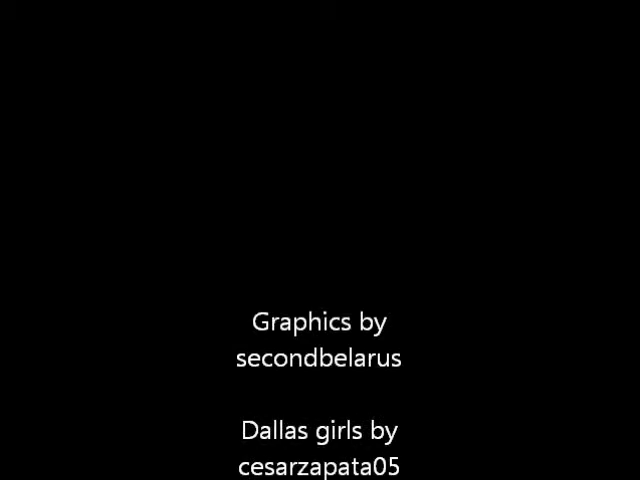 Graphics by
secondbelarus
Dallas girls by
cesarzapata05